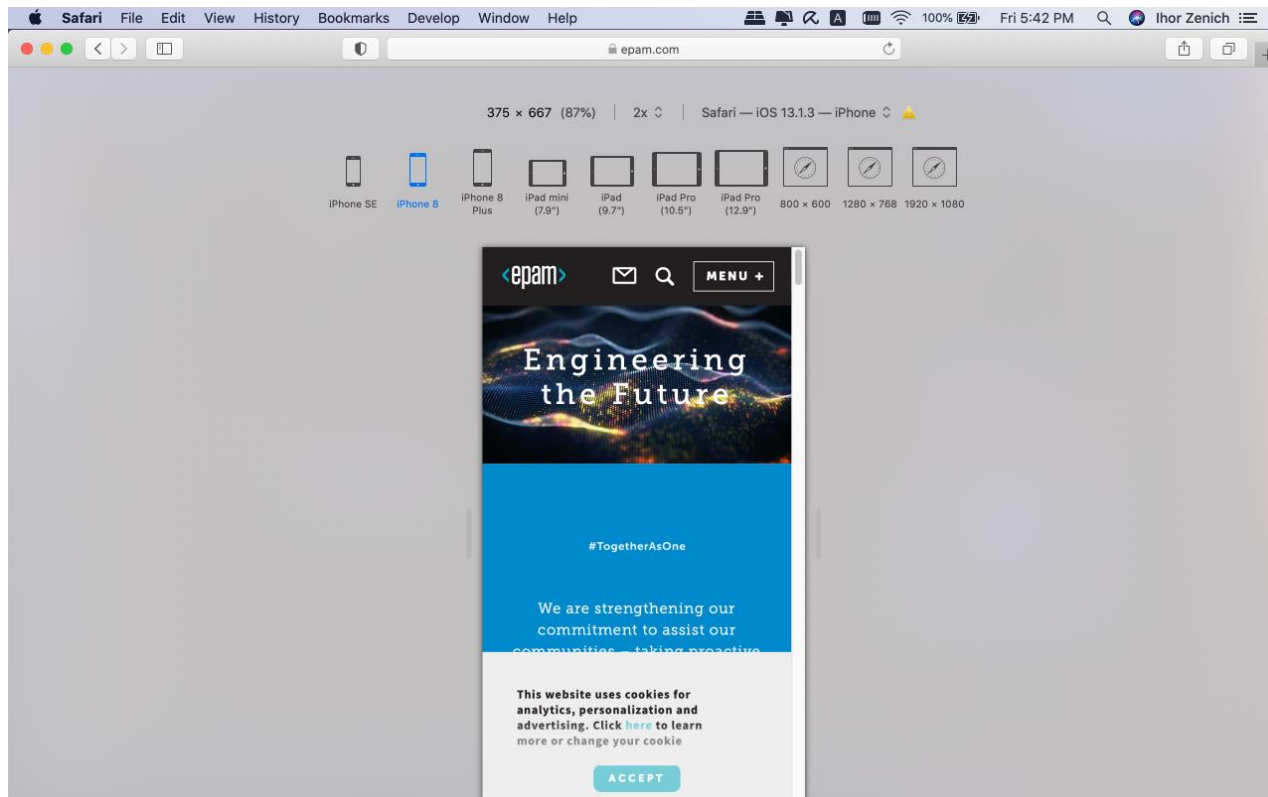 Safari File Edit View History Bookmarks Develop Window Help A 100% Fri 5:42 PM Ihor Zenich
epam.com
375 × 667 (87%) 2x Safari — iOS 13.1.3 — iPhone
iPhone SE
iPhone 8
iPhone 8
Plus
iPad mini
(7.9")
iPad
(9.7")
iPad Pro
(10.5")
iPad Pro
(12.9")
800 × 600
1280 × 768
1920 × 1080
<epam> MENU +
Engineering
the Future
#TogetherAsOne
We are strengthening our
commitment to assist our
communities – taking proactive
This website uses cookies for
analytics, personalization and
advertising. Click here to learn
more or change your cookie
ACCEPT